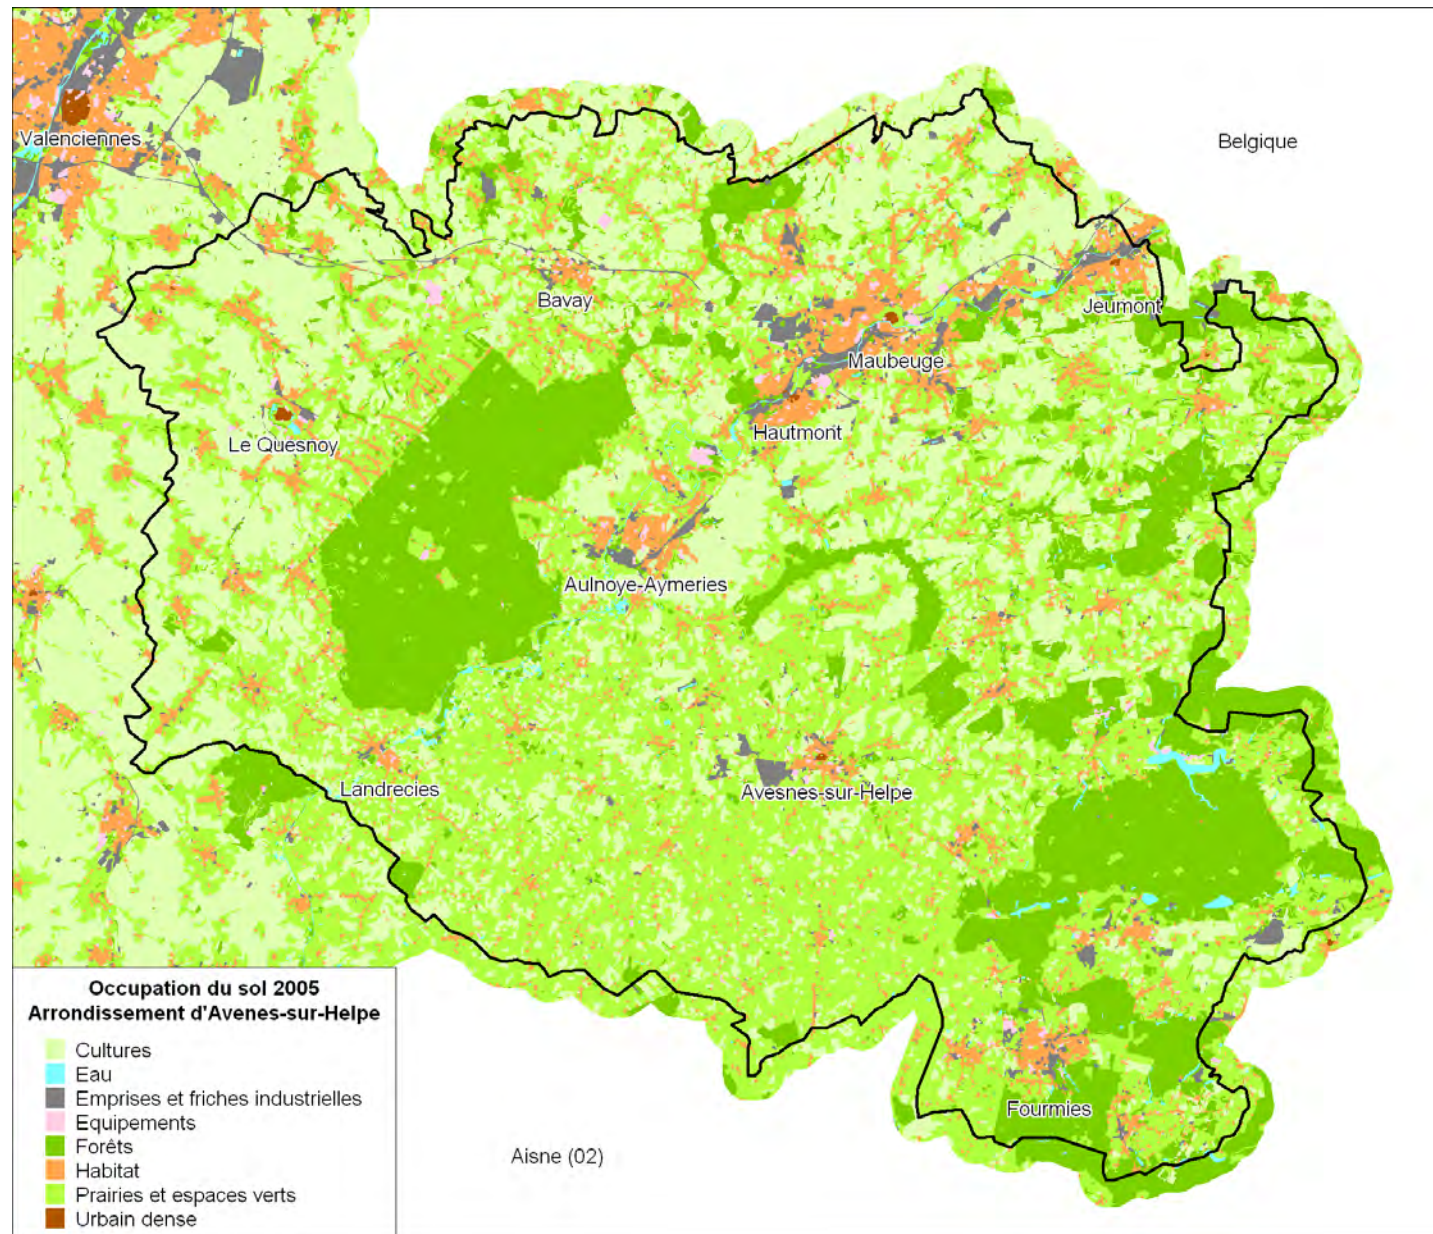 Valenciennes
Belgique
Bavay
Jeumont
Maubeuge
Hautmont
Le Quesnoy
Aulnoye-Aymeries
Landrecies
Avesnes-sur-Helpe
Fourmies
Aisne (02)
Occupation du sol 2005
Arrondissement d'Avenes-sur-Helpe
Cultures
Eau
Emprises et friches industrielles
Equipements
Forêts
Habitat
Prairies et espaces verts
Urbain dense